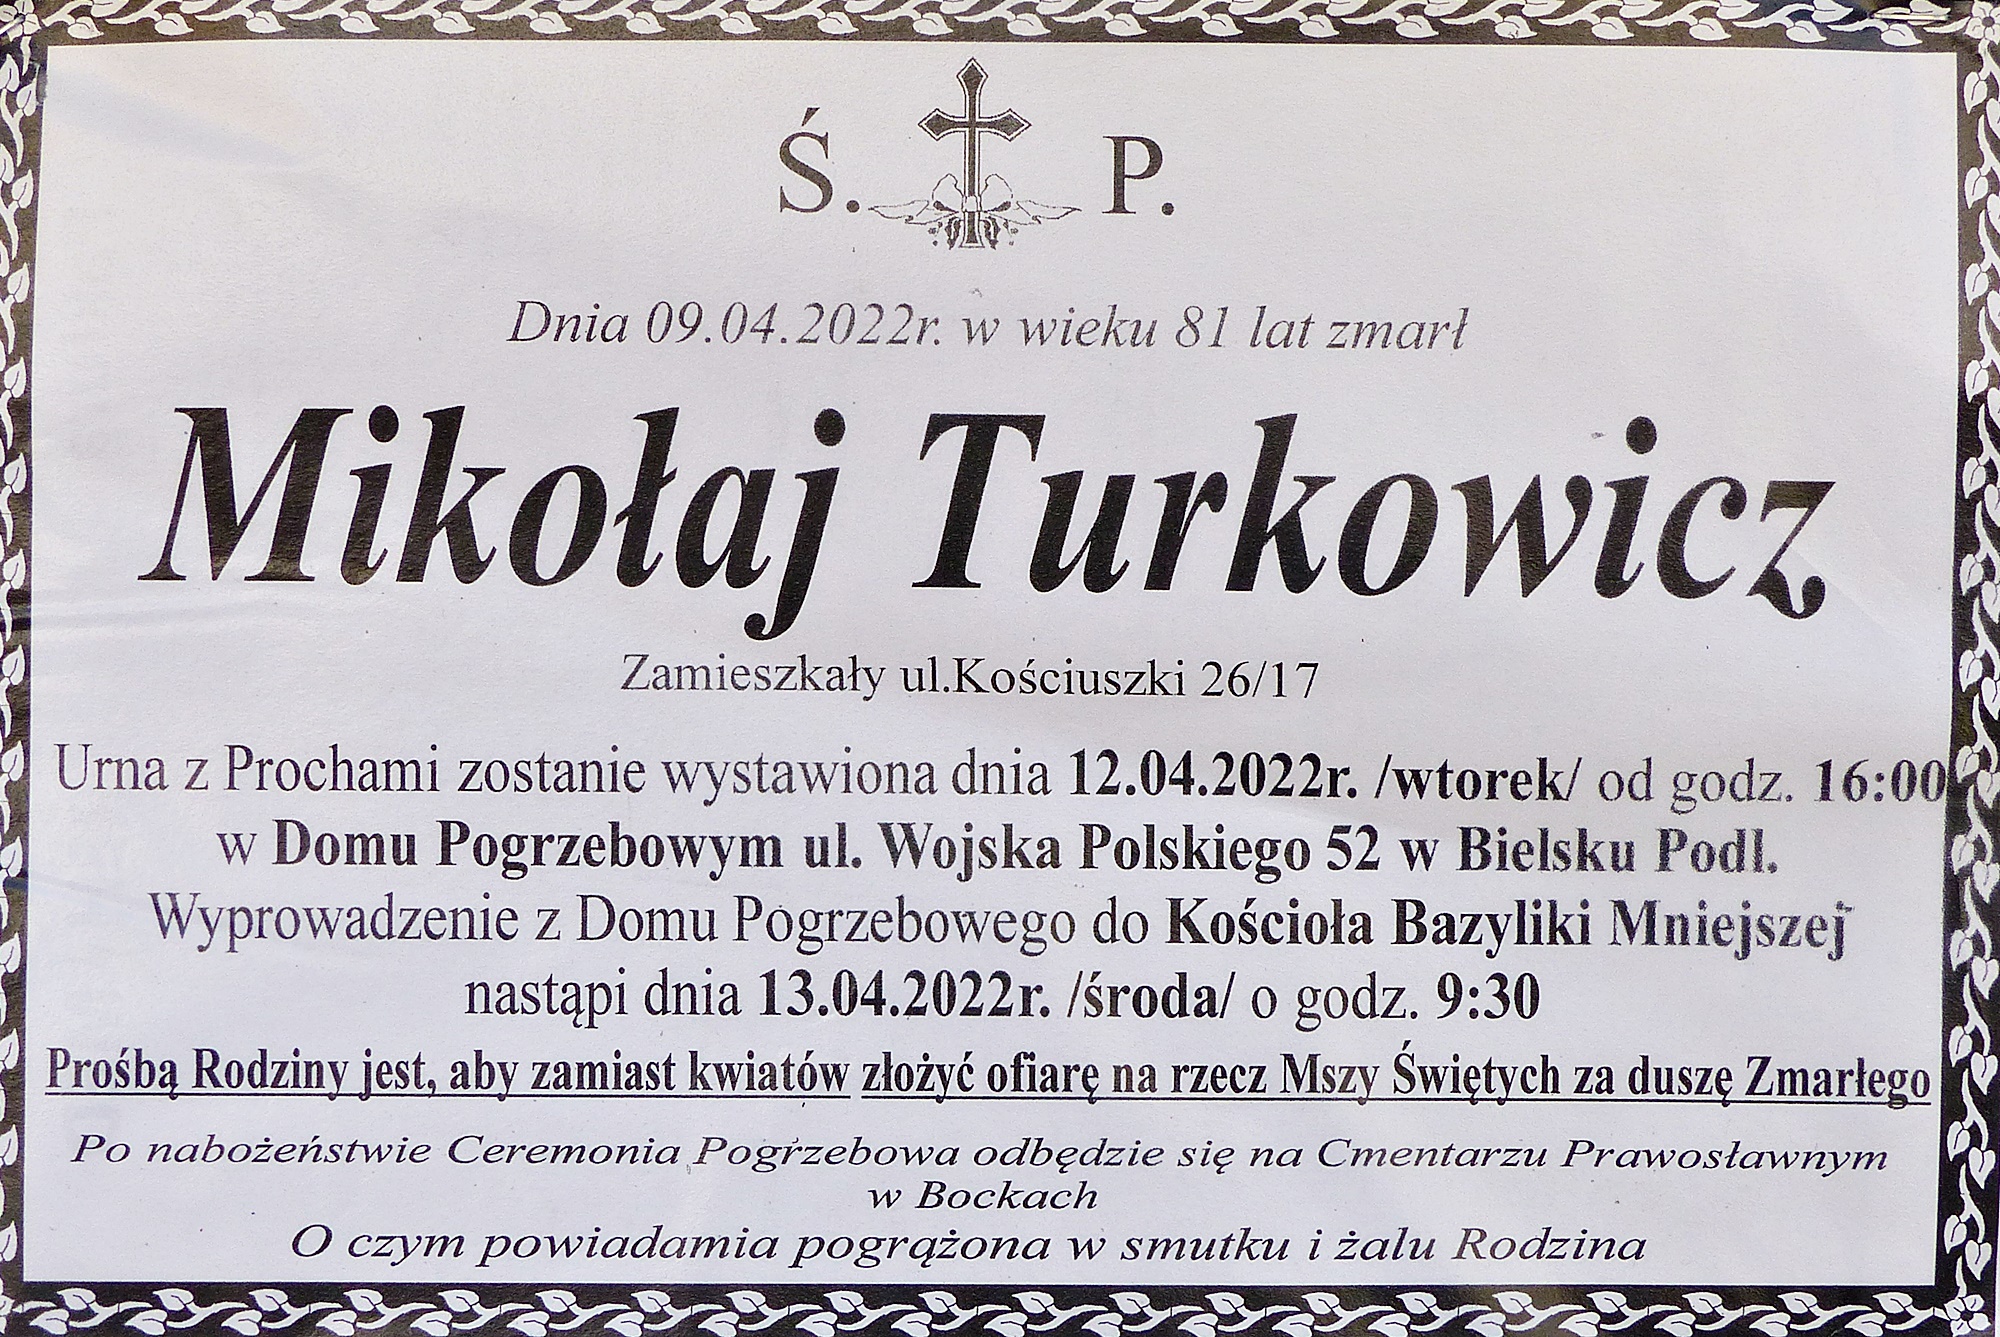 Ś. P.
Dnia 09.04.2022r. w wieku 81 lat zmarł
Mikołaj Turkowicz
Zamieszkały ul.Kościuszki 26/17
Urna z Prochami zostanie wystawiona dnia 12.04.2022r. /wtorek/ od godz. 16:00
w Domu Pogrzebowym ul. Wojska Polskiego 52 w Bielsku Podl.
Wyprowadzenie z Domu Pogrzebowego do Kościoła Bazyliki Mniejszej
nastąpi dnia 13.04.2022r. /środa/ o godz. 9:30
Prośbą Rodziny jest, aby zamiast kwiatów złożyć ofiarę na rzecz Mszy Świętych za duszę Zmarłego
Po nabożeństwie Ceremonia Pogrzebowa odbędzie się na Cmentarzu Prawosławnym
w Bockach
O czym powiadamia pogrążona w smutku i żalu Rodzina